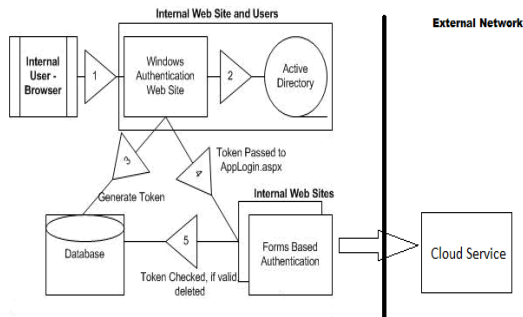 Internal Web Site and Users
External Network
Internal
User -
Browser
1
Windows
Authentication
Web Site
2
Active
Directory
3
4
Token Passed to
AppLogin.aspx
Generate Token
Internal Web Sites
Database
5
Forms Based
Authentication
Cloud Service
Token Checked, if valid,
deleted